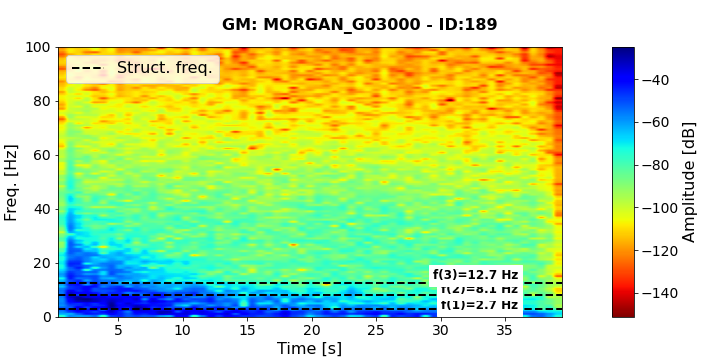 GM: MORGAN_G03000 - ID:189
100
80
60
40
20
0
Freq. [Hz]
Struct. freq.
f(3)=12.7 Hz
f(2)=8.1 Hz
f(1)=2.7 Hz
5
10
15
20
25
30
35
Time [s]
−40
−60
−80
−100
−120
−140
Amplitude [dB]